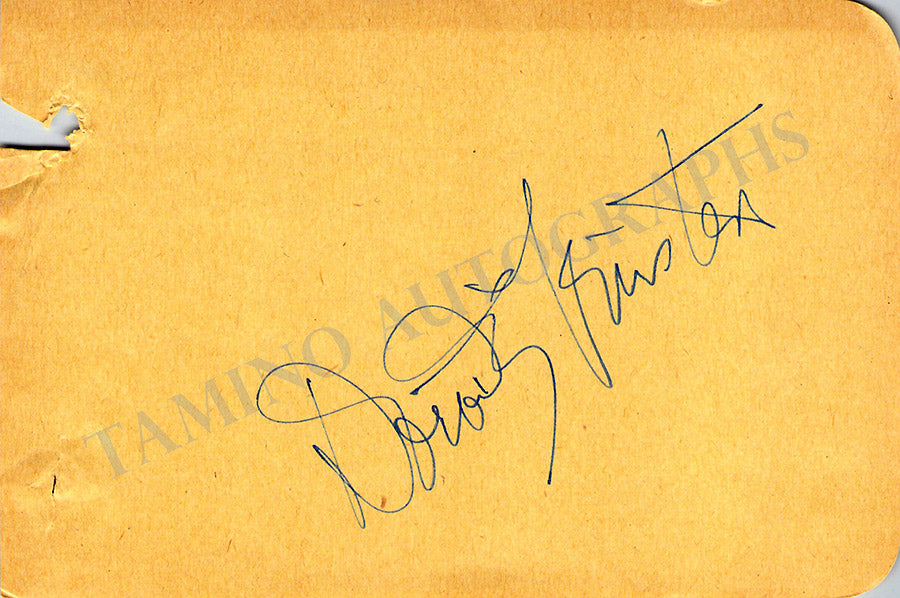 Dorothy Kirsten
TAMINO AUTOGRAPHS